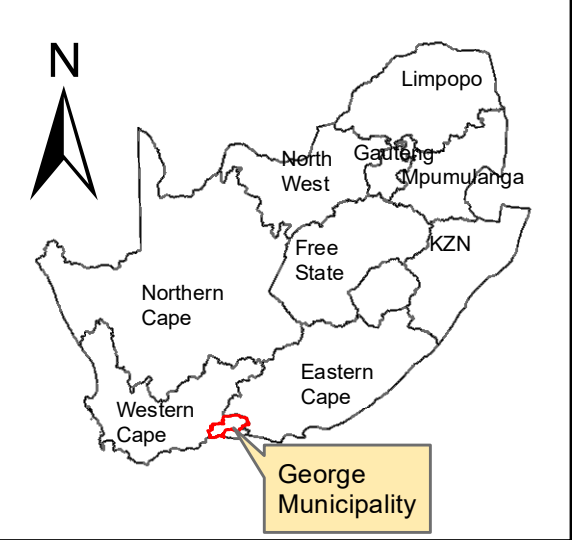 N
Limpopo
North
West
Gauteng
Mpumulanga
Free
State
KZN
Northern
Cape
Eastern
Cape
Western
Cape
George
Municipality